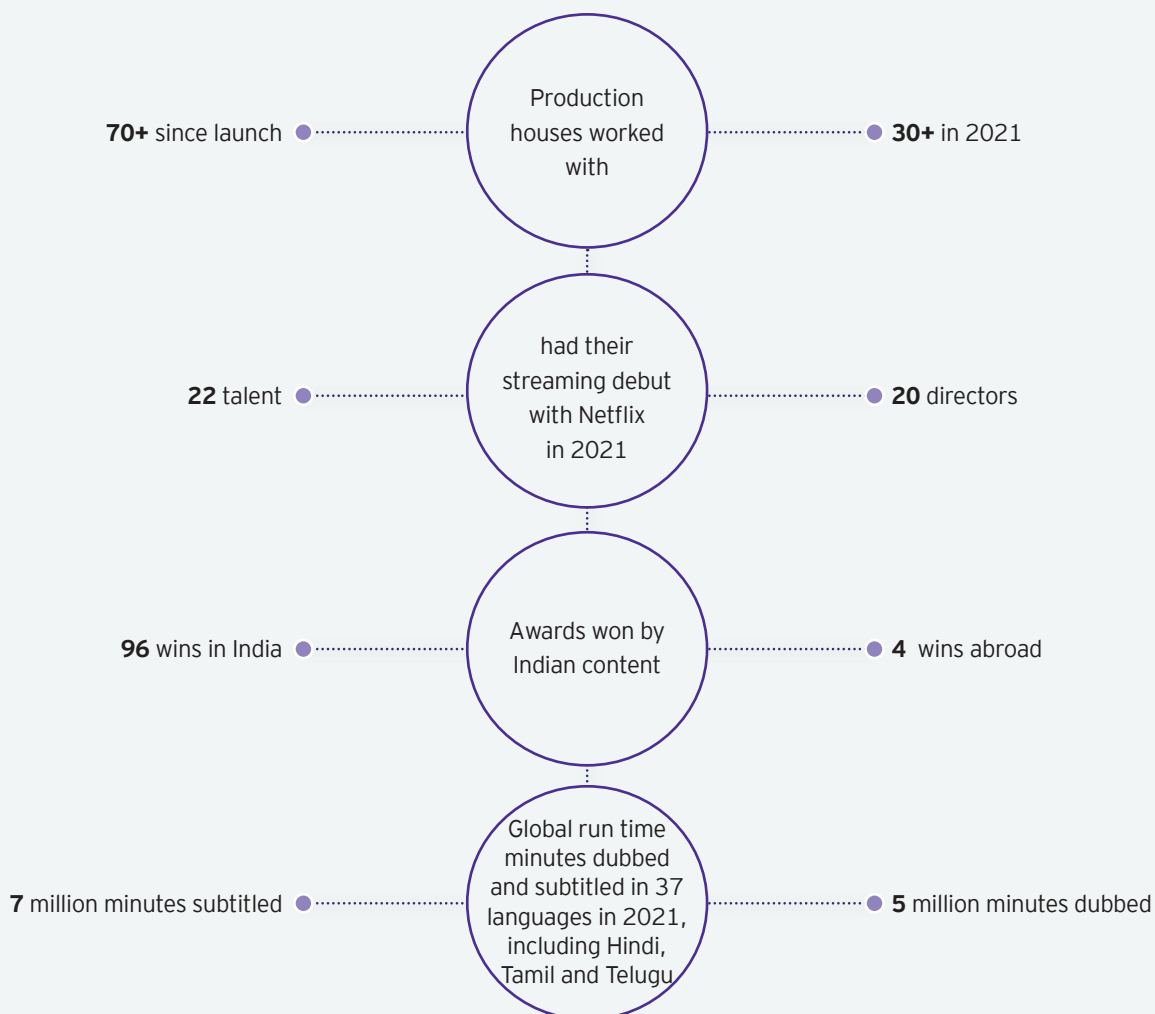 Production
houses worked
with
70+ since launch
30+ in 2021
had their
streaming debut
with Netflix
in 2021
22 talent
20 directors
Awards won by
Indian content
96 wins in India
4 wins abroad
Global run time
minutes dubbed
and subtitled in 37
languages in 2021,
including Hindi,
Tamil and Telugu
7 million minutes subtitled
5 million minutes dubbed